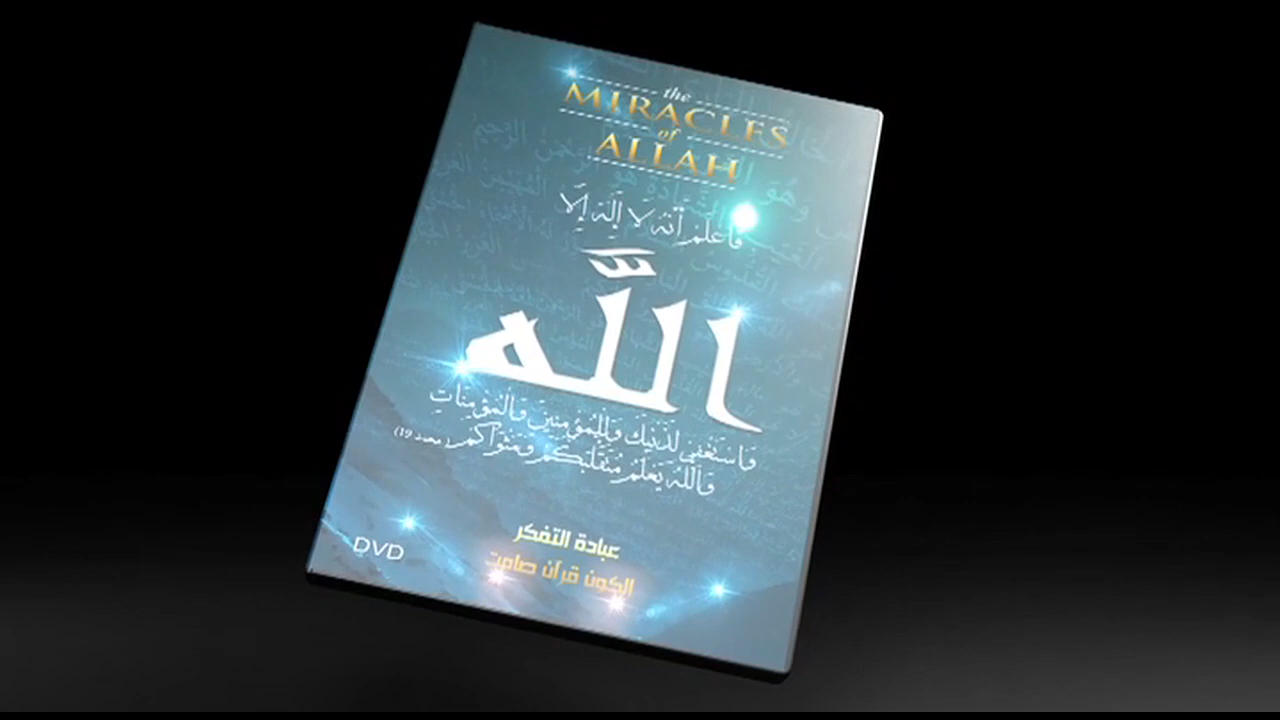 the
MIRACLES
of
ALLAH
فاعلم أنه لا إله إلا
الله
واستغفر لذنبك وللمؤمنين والمؤمنات
والله يعلم متقلبكم ومثواكم (محمد 19)
عبادة التفكر
الكون قرآن صامت
DVD